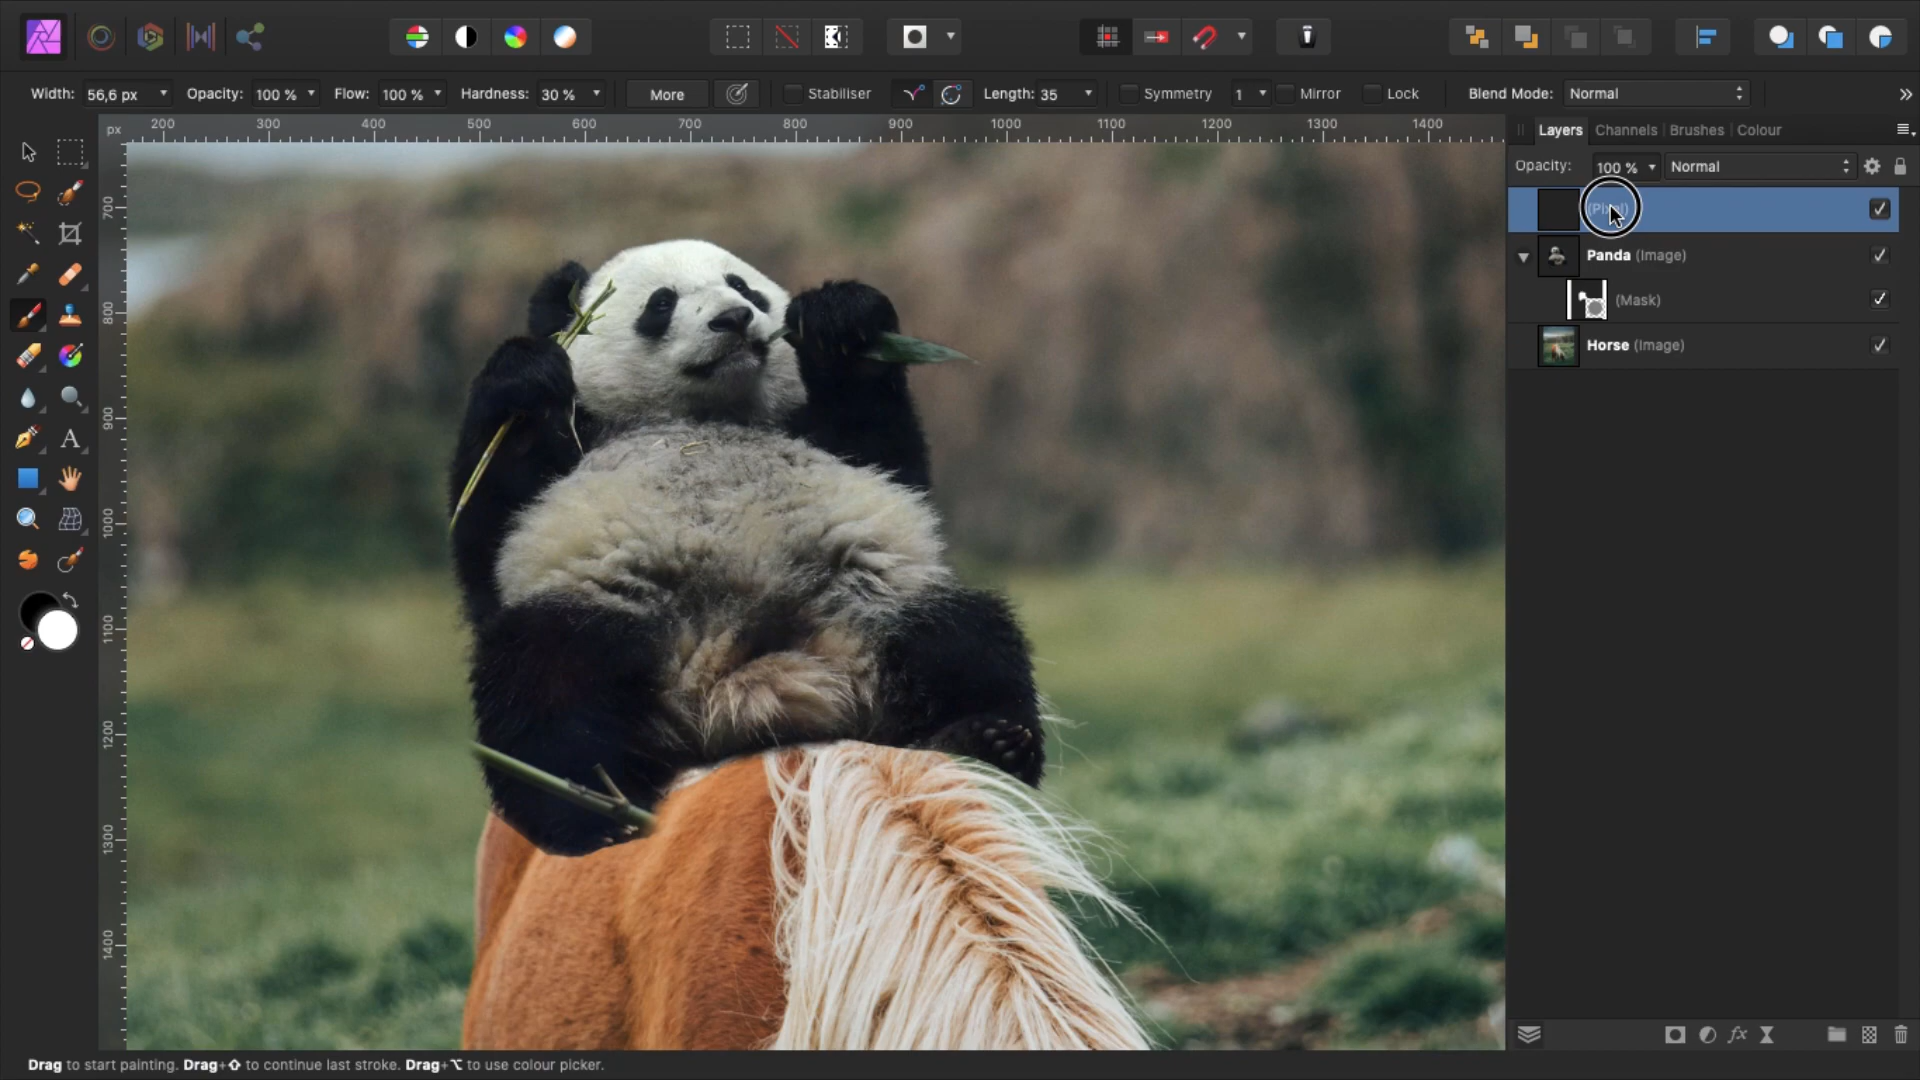 Width: 56,6 px Opacity: 100 % Flow: 100 % Hardness: 30 % More Stabiliser Length: 35 Symmetry 1 Mirror Lock Blend Mode: Normal
px 200 300 400 500 600 700 800 900 1000 1100 1200 1300 1400
Layers Channels Brushes Colour
Opacity: 100 % Normal
(Pixel)
Panda (Image)
(Mask)
Horse (Image)
700
800
900
1000
1100
1200
1300
1400
Drag to start painting. Drag+⇧ to continue last stroke. Drag+⌥ to use colour picker.